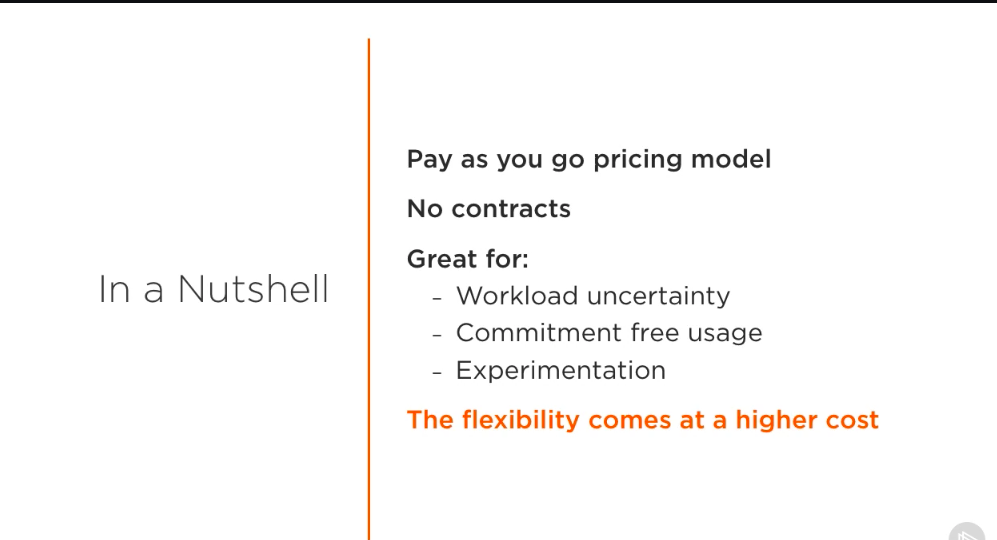 In a Nutshell
Pay as you go pricing model
No contracts
Great for:
- Workload uncertainty
- Commitment free usage
- Experimentation
The flexibility comes at a higher cost